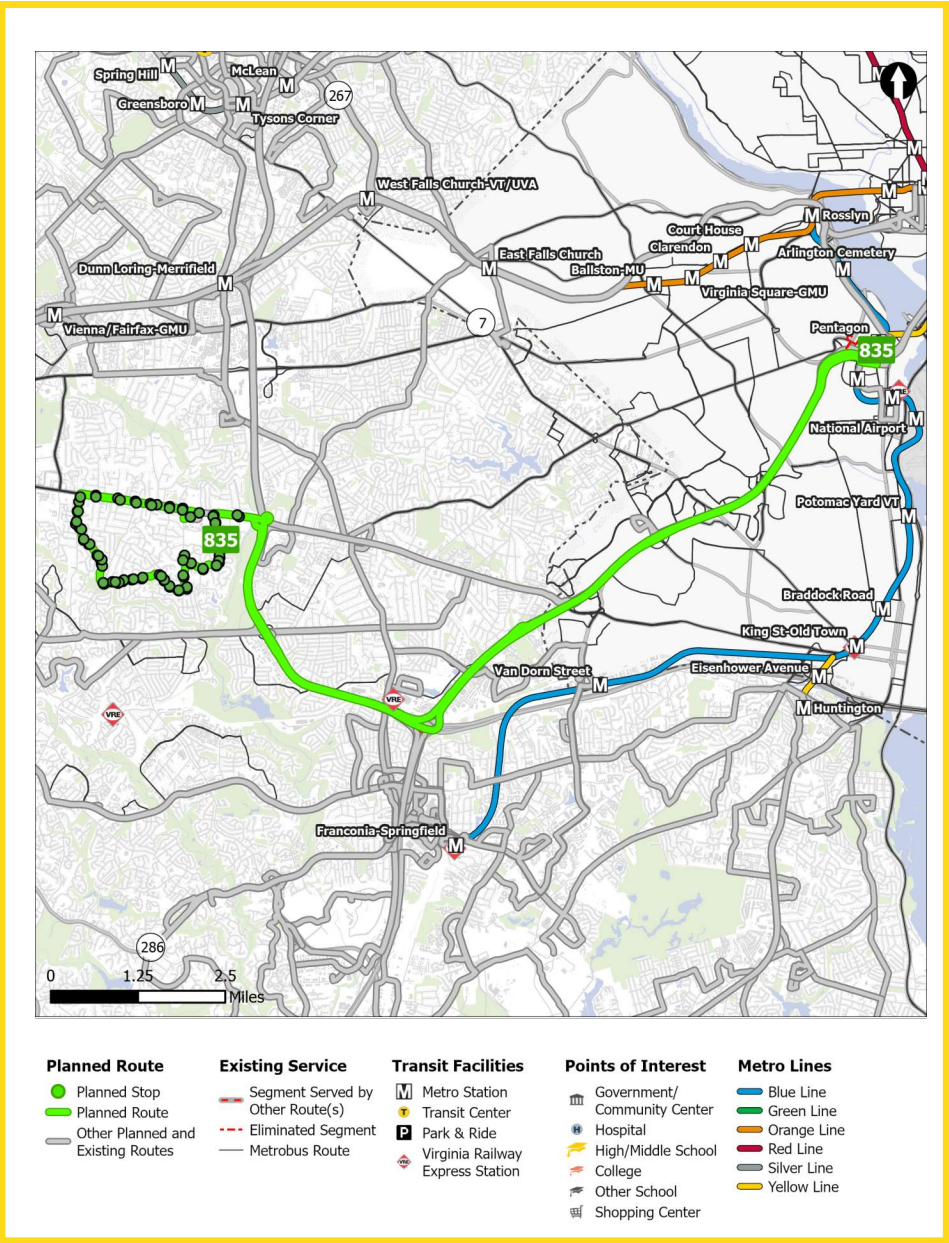 Spring Hill
McLean
267
Greensboro
Tysons Corner
West Falls Church-VT/UVA
Rosslyn
Court House
Clarendon
Arlington Cemetery
East Falls Church
Ballston-MU
Dunn Loring-Merrifield
Virginia Square-GMU
7
Vienna/Fairfax-GMU
Pentagon
835
VRE
National Airport
Potomac Yard VT
835
Braddock Road
King St-Old Town
Van Dorn Street
Eisenhower Avenue
VRE
Huntington
VRE
Franconia-Springfield
286
0 1.25 2.5
Miles
Planned Route
Planned Stop
Planned Route
Other Planned and
Existing Routes
Existing Service
Segment Served by
Other Route(s)
Eliminated Segment
Metrobus Route
Transit Facilities
M Metro Station
T Transit Center
P Park & Ride
VRE Virginia Railway
Express Station
Points of Interest
Government/
Community Center
H Hospital
High/Middle School
College
Other School
Shopping Center
Metro Lines
Blue Line
Green Line
Orange Line
Red Line
Silver Line
Yellow Line